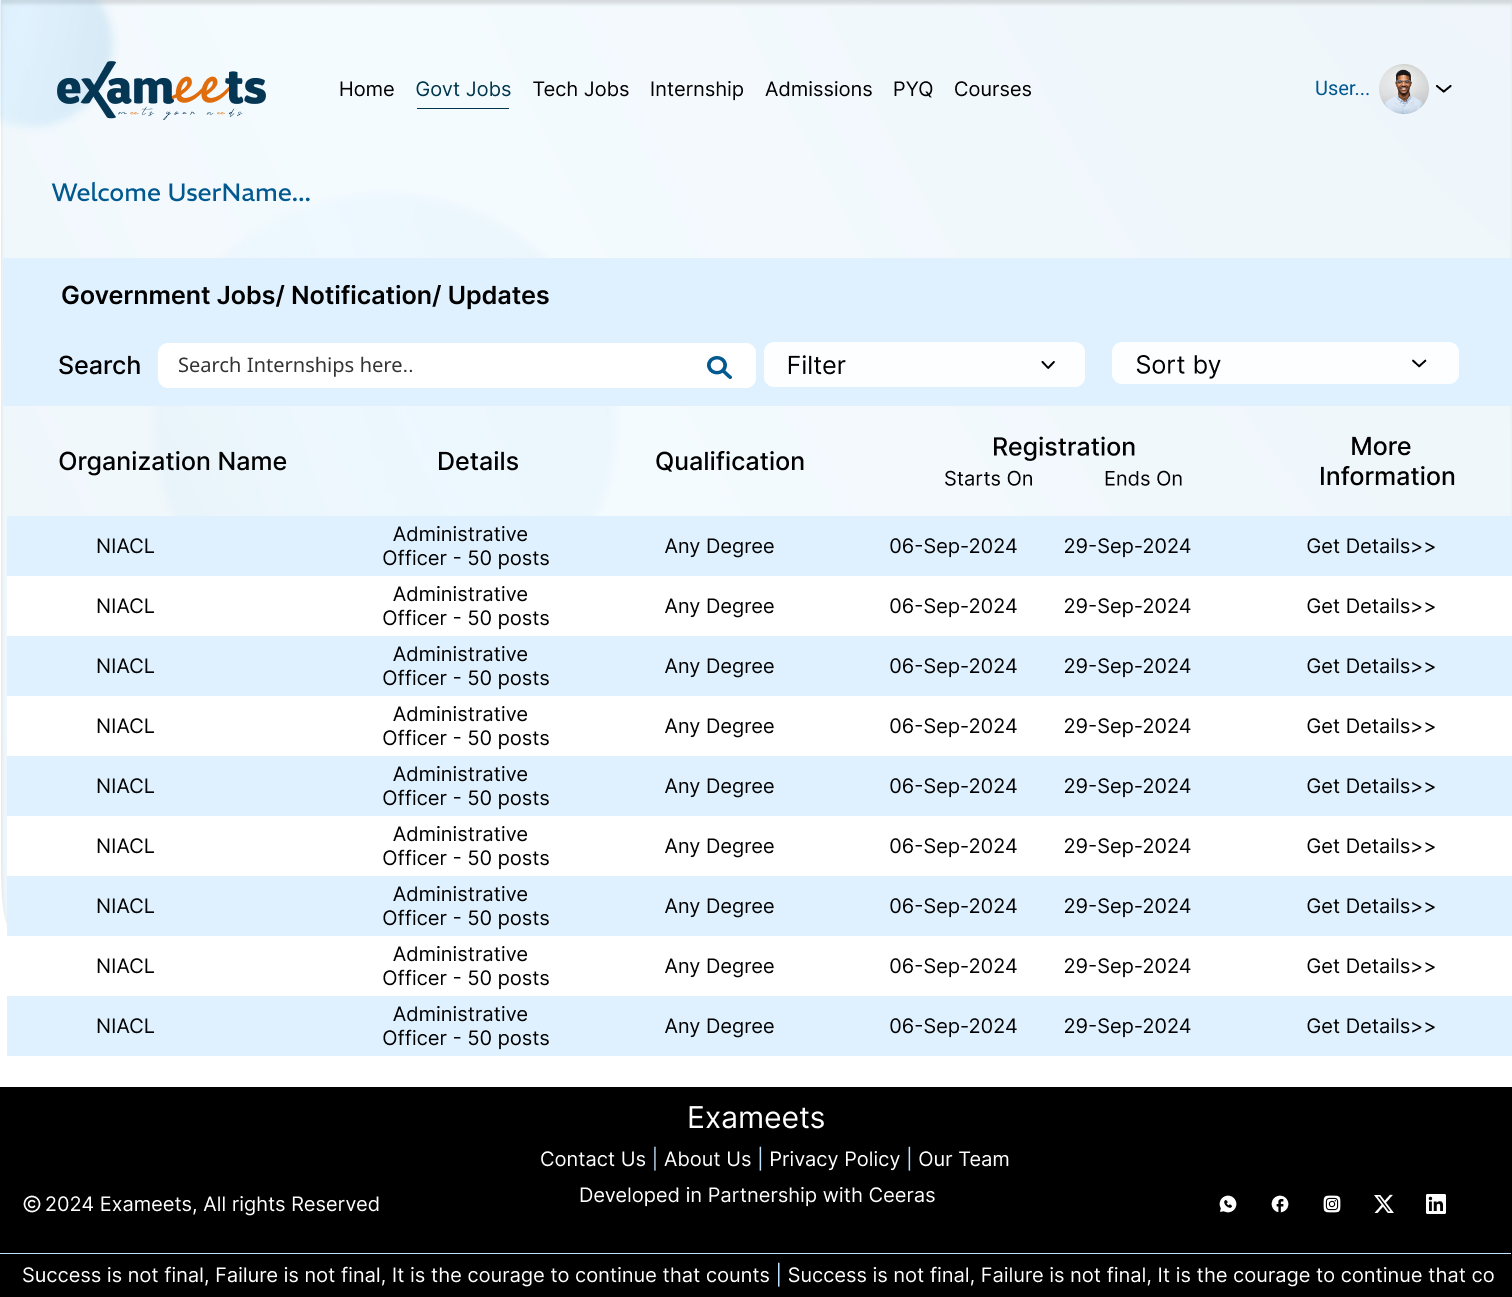 exameets
meets your needs
Home Govt Jobs Tech Jobs Internship Admissions PYQ Courses
User...
Welcome UserName...
Government Jobs/ Notification/ Updates
Search Search Internships here.. Filter Sort by
Organization Name Details Qualification Registration More Information
Starts On Ends On
NIACL Administrative Officer - 50 posts Any Degree 06-Sep-2024 29-Sep-2024 Get Details>>
NIACL Administrative Officer - 50 posts Any Degree 06-Sep-2024 29-Sep-2024 Get Details>>
NIACL Administrative Officer - 50 posts Any Degree 06-Sep-2024 29-Sep-2024 Get Details>>
NIACL Administrative Officer - 50 posts Any Degree 06-Sep-2024 29-Sep-2024 Get Details>>
NIACL Administrative Officer - 50 posts Any Degree 06-Sep-2024 29-Sep-2024 Get Details>>
NIACL Administrative Officer - 50 posts Any Degree 06-Sep-2024 29-Sep-2024 Get Details>>
NIACL Administrative Officer - 50 posts Any Degree 06-Sep-2024 29-Sep-2024 Get Details>>
NIACL Administrative Officer - 50 posts Any Degree 06-Sep-2024 29-Sep-2024 Get Details>>
NIACL Administrative Officer - 50 posts Any Degree 06-Sep-2024 29-Sep-2024 Get Details>>
Exameets
Contact Us | About Us | Privacy Policy | Our Team
Developed in Partnership with Ceeras
© 2024 Exameets, All rights Reserved
Success is not final, Failure is not final, It is the courage to continue that counts | Success is not final, Failure is not final, It is the courage to continue that co